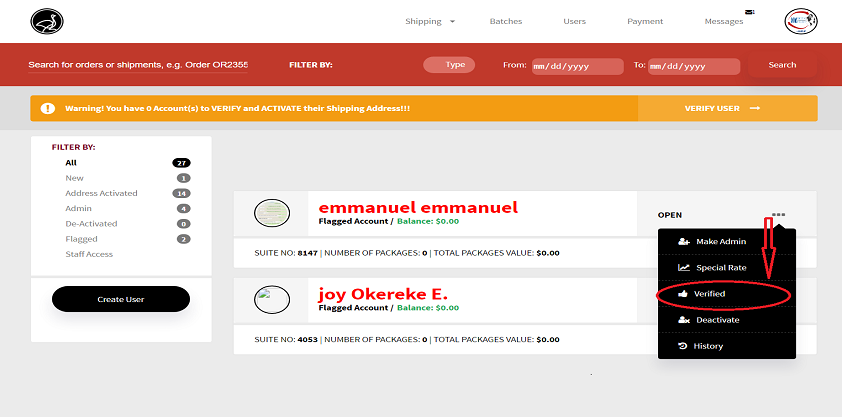 Shipping Batches Users Payment Messages
Search for orders or shipments, e.g. Order OR2355 FILTER BY: Type From: mm/dd/yyyy To: mm/dd/yyyy Search
Warning! You have 0 Account(s) to VERIFY and ACTIVATE their Shipping Address!!! VERIFY USER
FILTER BY:
All 27
New 1
Address Activated 14
Admin 4
De-Activated 0
Flagged 2
Staff Access
Create User
emmanuel emmanuel
Flagged Account / Balance: $0.00
OPEN
SUITE NO: 8147 | NUMBER OF PACKAGES: 0 | TOTAL PACKAGES VALUE: $0.00
joy Okereke E.
Flagged Account / Balance: $0.00
SUITE NO: 4053 | NUMBER OF PACKAGES: 0 | TOTAL PACKAGES VALUE: $0.00
Make Admin
Special Rate
Verified
Deactivate
History